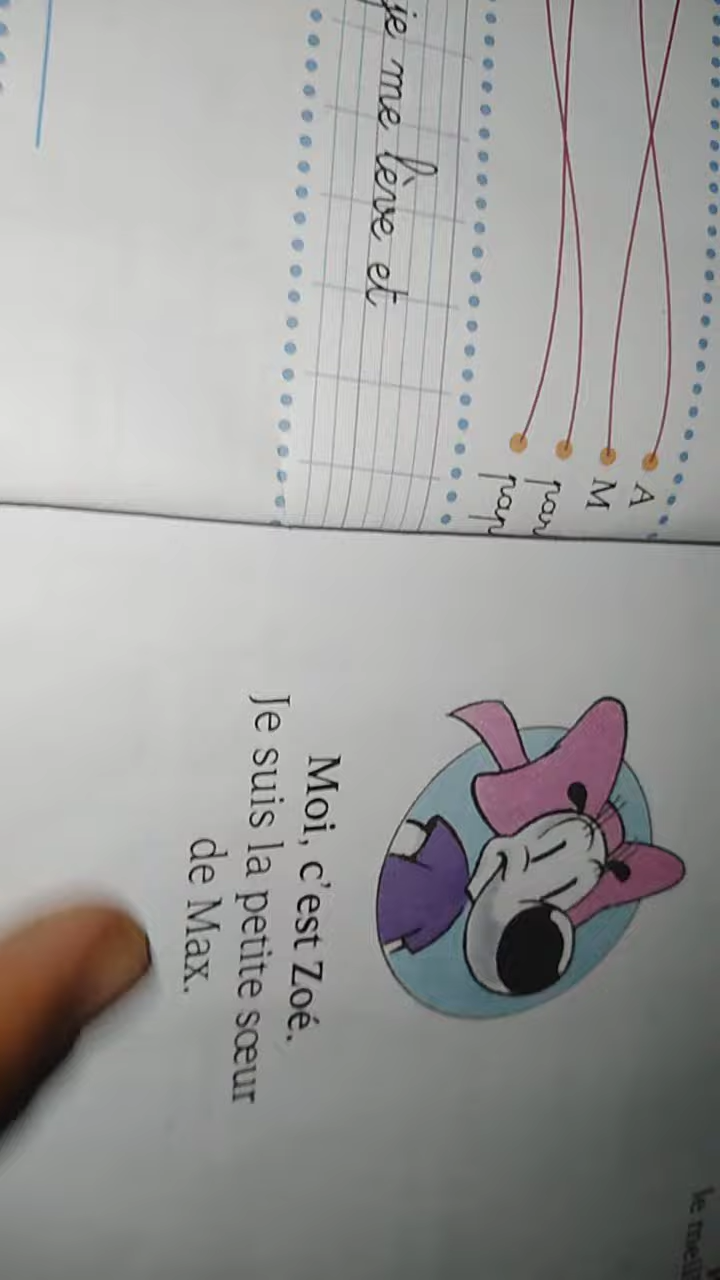 je me lève et
A
M
Moi, c'est Zoé.
Je suis la petite sœur
de Max.